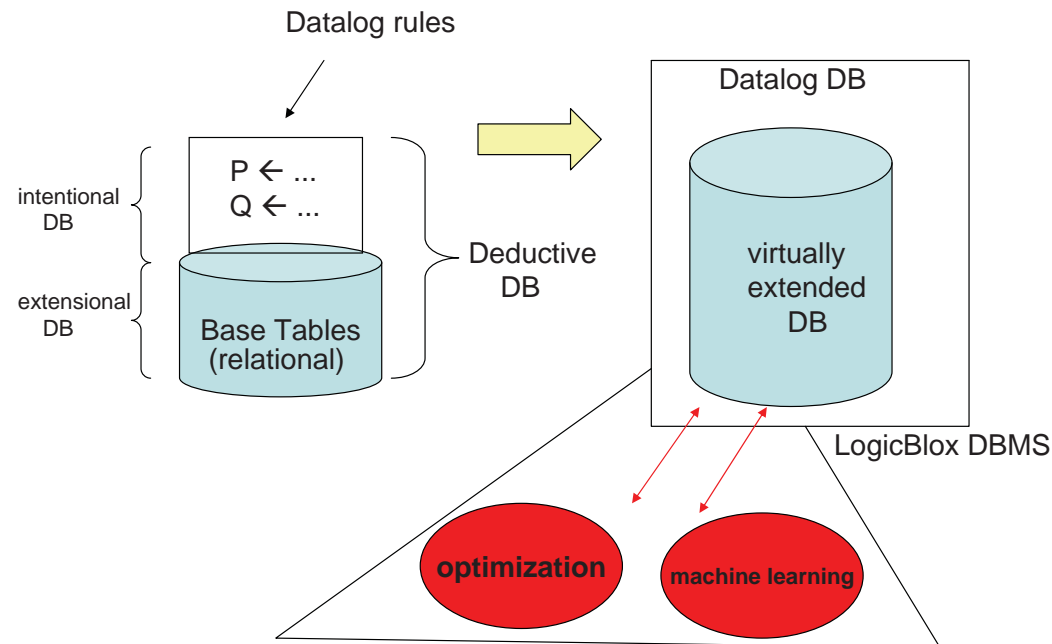 Datalog rules
P ← ...
Q ← ...
intentional
DB
extensional
DB
Base Tables
(relational)
Deductive
DB
Datalog DB
virtually
extended
DB
LogicBlox DBMS
optimization
machine learning